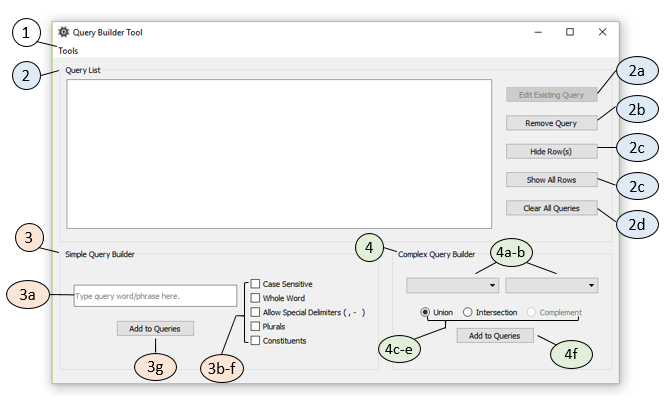 1
Query Builder Tool
Tools
2
Query List
2a
Edit Existing Query
2b
Remove Query
2c
Hide Row(s)
2c
Show All Rows
2d
Clear All Queries
3
Simple Query Builder
4
Complex Query Builder
4a-b
3a
Type query word/phrase here.
Case Sensitive
Whole Word
Allow Special Delimiters ( , - )
Plurals
Constituents
Add to Queries
3g
3b-f
Union
Intersection
Complement
Add to Queries
4c-e
4f